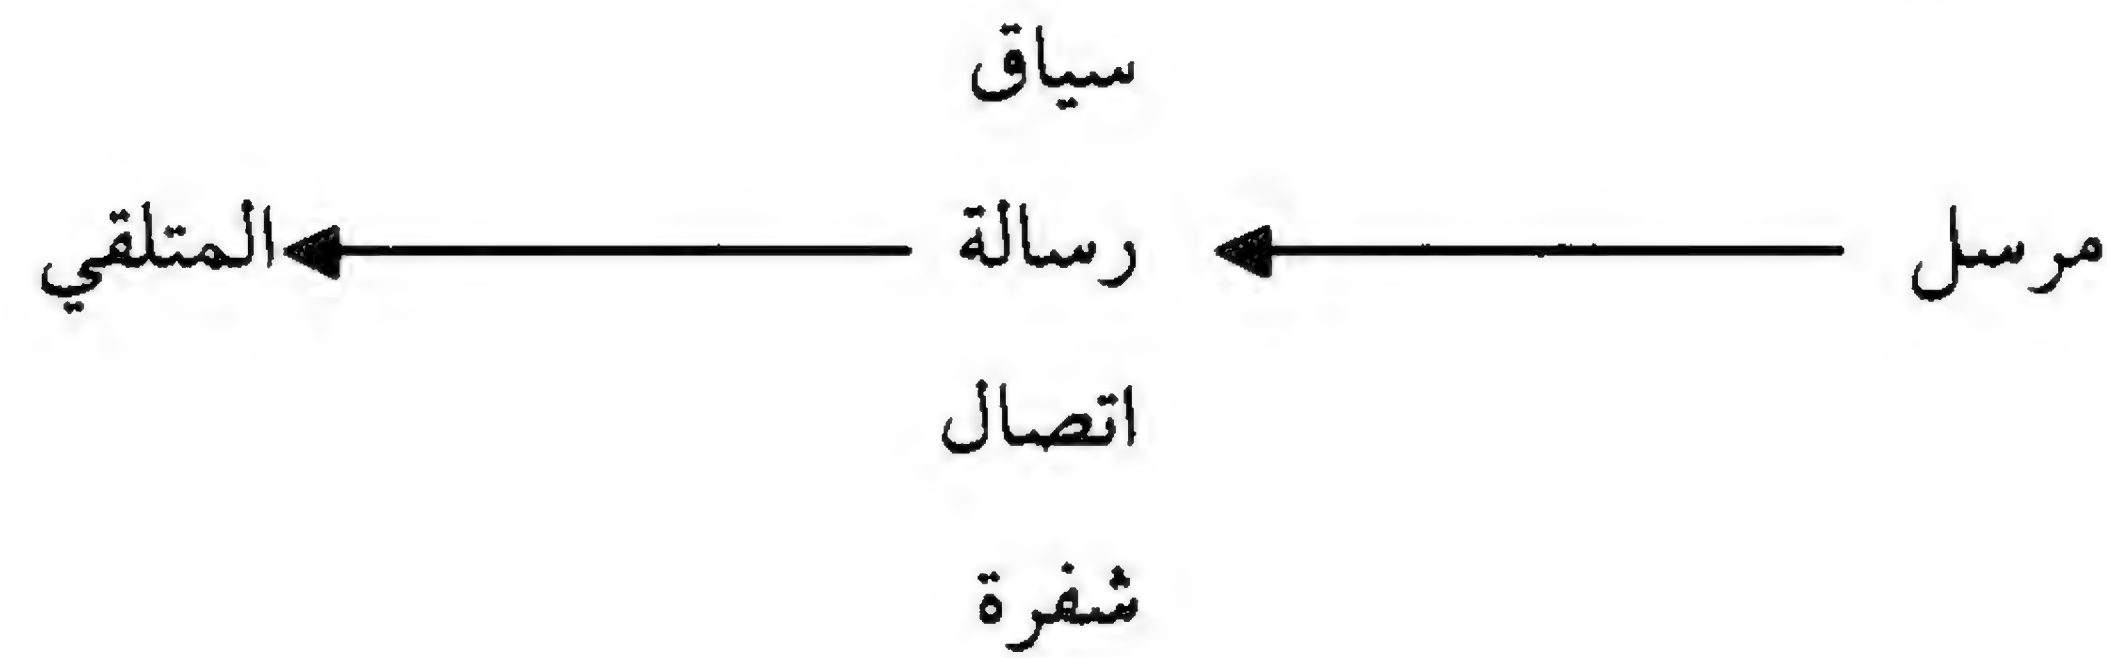 سياق
مرسل رسالة المتلقي
اتصال
شفرة